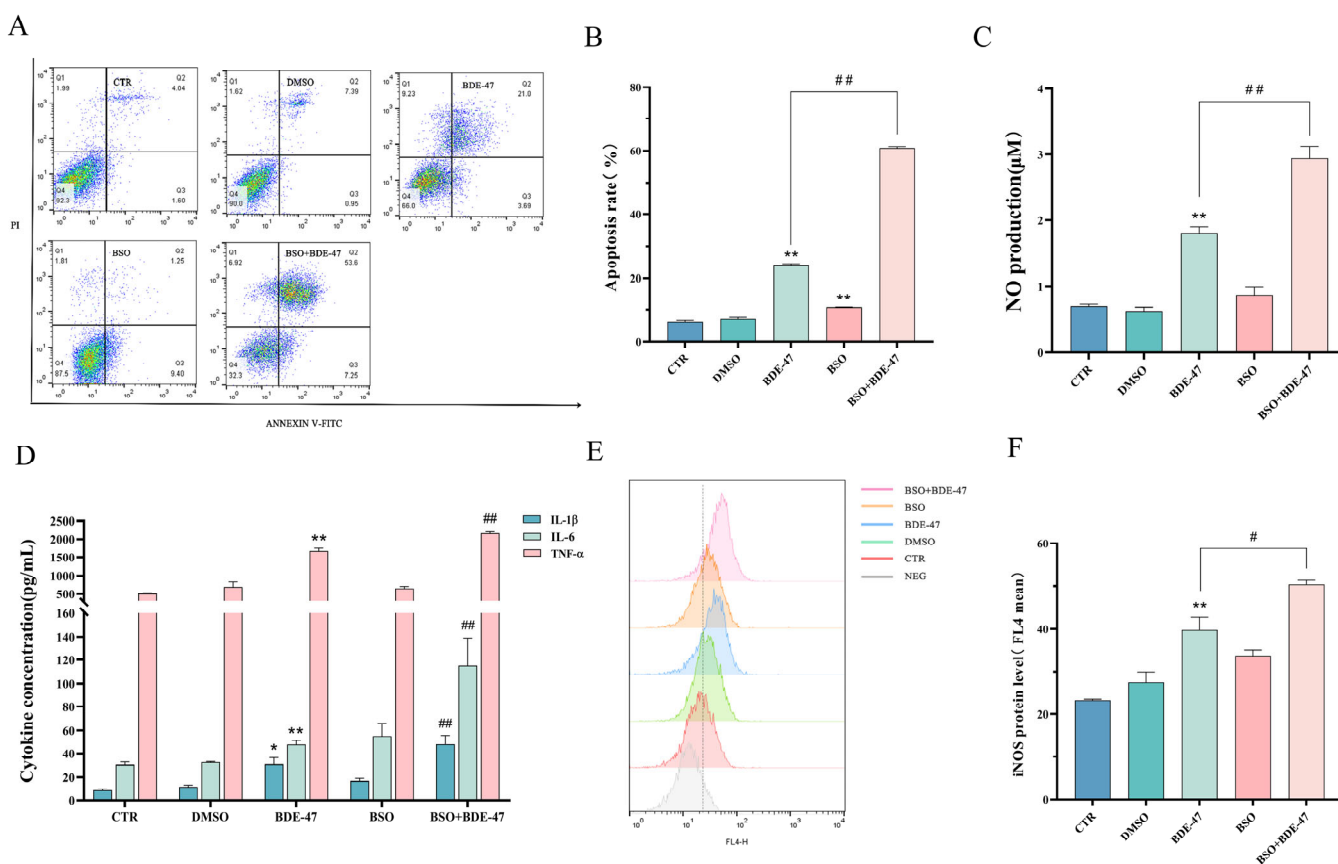 A
CTR
Q1
1.99
Q2
4.04
Q4
92.3
Q3
1.60
DMSO
Q1
1.62
Q2
7.39
Q4
90.0
Q3
0.95
BDE-47
Q1
9.23
Q2
21.0
Q4
66.0
Q3
3.69
BSO
Q1
1.81
Q2
1.25
Q4
87.5
Q3
9.40
BSO+BDE-47
Q1
6.92
Q2
53.6
Q4
32.3
Q3
7.25
PI
ANNEXIN V-FITC
B
Apoptosis rate( %)
80
60
40
20
0
##
**
**
CTR
DMSO
BDE-47
BSO
BSO+BDE-47
C
NO production(μM)
4
3
2
1
0
##
**
CTR
DMSO
BDE-47
BSO
BSO+BDE-47
D
Cytokine concentration(pg/mL)
2500
2000
1500
1000
500
160
140
120
100
80
60
40
20
0
*
**
**
##
##
##
CTR
DMSO
BDE-47
BSO
BSO+BDE-47
IL-1β
IL-6
TNF-α
E
10⁰
10¹
10²
10³
10⁴
FL4-H
BSO+BDE-47
BSO
BDE-47
DMSO
CTR
NEG
F
iNOS protein level( FL4 mean)
60
40
20
0
#
**
CTR
DMSO
BDE-47
BSO
BSO+BDE-47